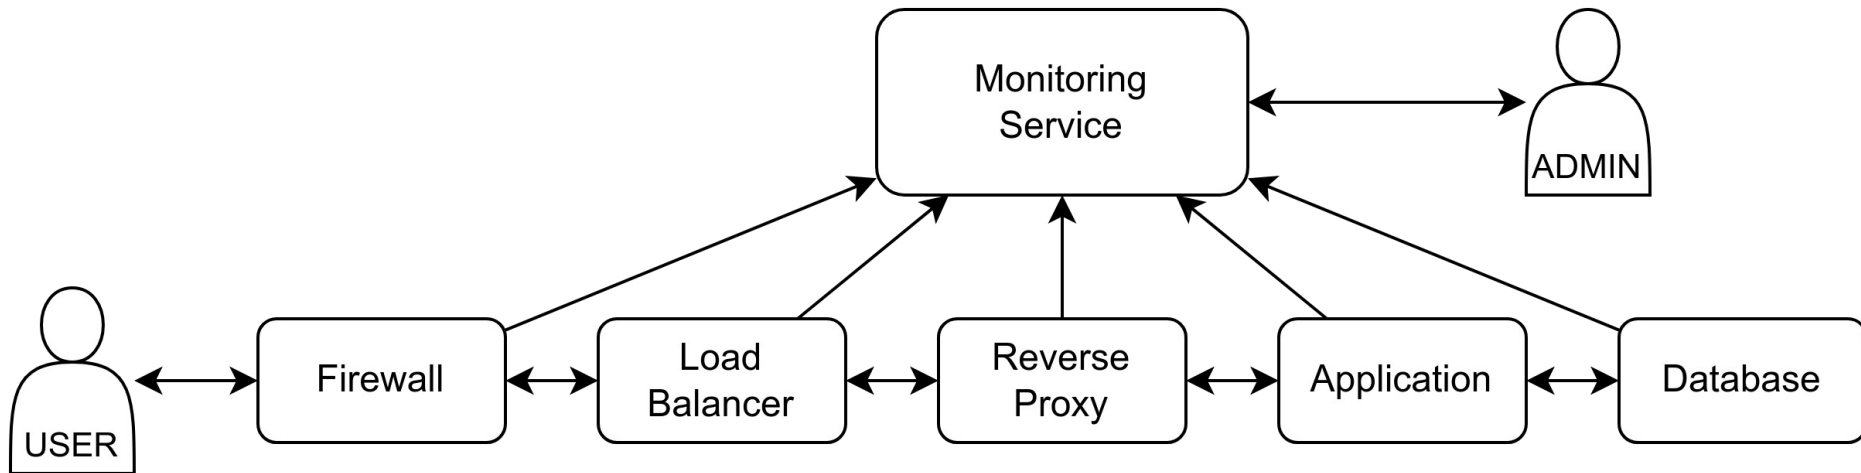 Monitoring
Service
ADMIN
USER
Firewall
Load
Balancer
Reverse
Proxy
Application
Database